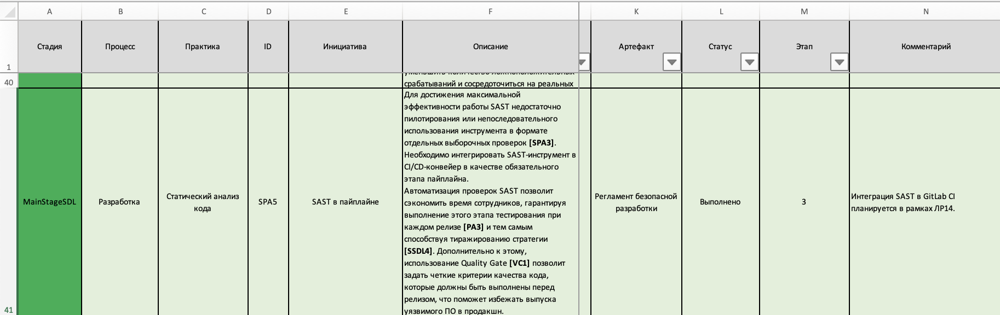 A B C D E F K L M N
1
Стадия
Процесс
Практика
ID
Инициатива
Описание
Артефакт
Статус
Этап
Комментарий
40
уменьшить количество ложноположительных
срабатываний и сосредоточиться на реальных
41
MainStageSDL
Разработка
Статический анализ
кода
SPA5
SAST в пайплайне
Для достижения максимальной
эффективности работы SAST недостаточно
пилотирования или непоследовательного
использования инструмента в формате
отдельных выборочных проверок [SPA3].
Необходимо интегрировать SAST-инструмент в
CI/CD-конвейер в качестве обязательного
этапа пайплайна.
Автоматизация проверок SAST позволит
сэкономить время сотрудников, гарантируя
выполнение этого этапа тестирования при
каждом релизе [PA3] и тем самым
способствуя тиражированию стратегии
[SSDL4]. Дополнительно к этому,
использование Quality Gate [VC1] позволит
задать четкие критерии качества кода,
которые должны быть выполнены перед
релизом, что поможет избежать выпуска
уязвимого ПО в продакшн.
Регламент безопасной
разработки
Выполнено
3
Интеграция SAST в GitLab CI
планируется в рамках ЛР14.